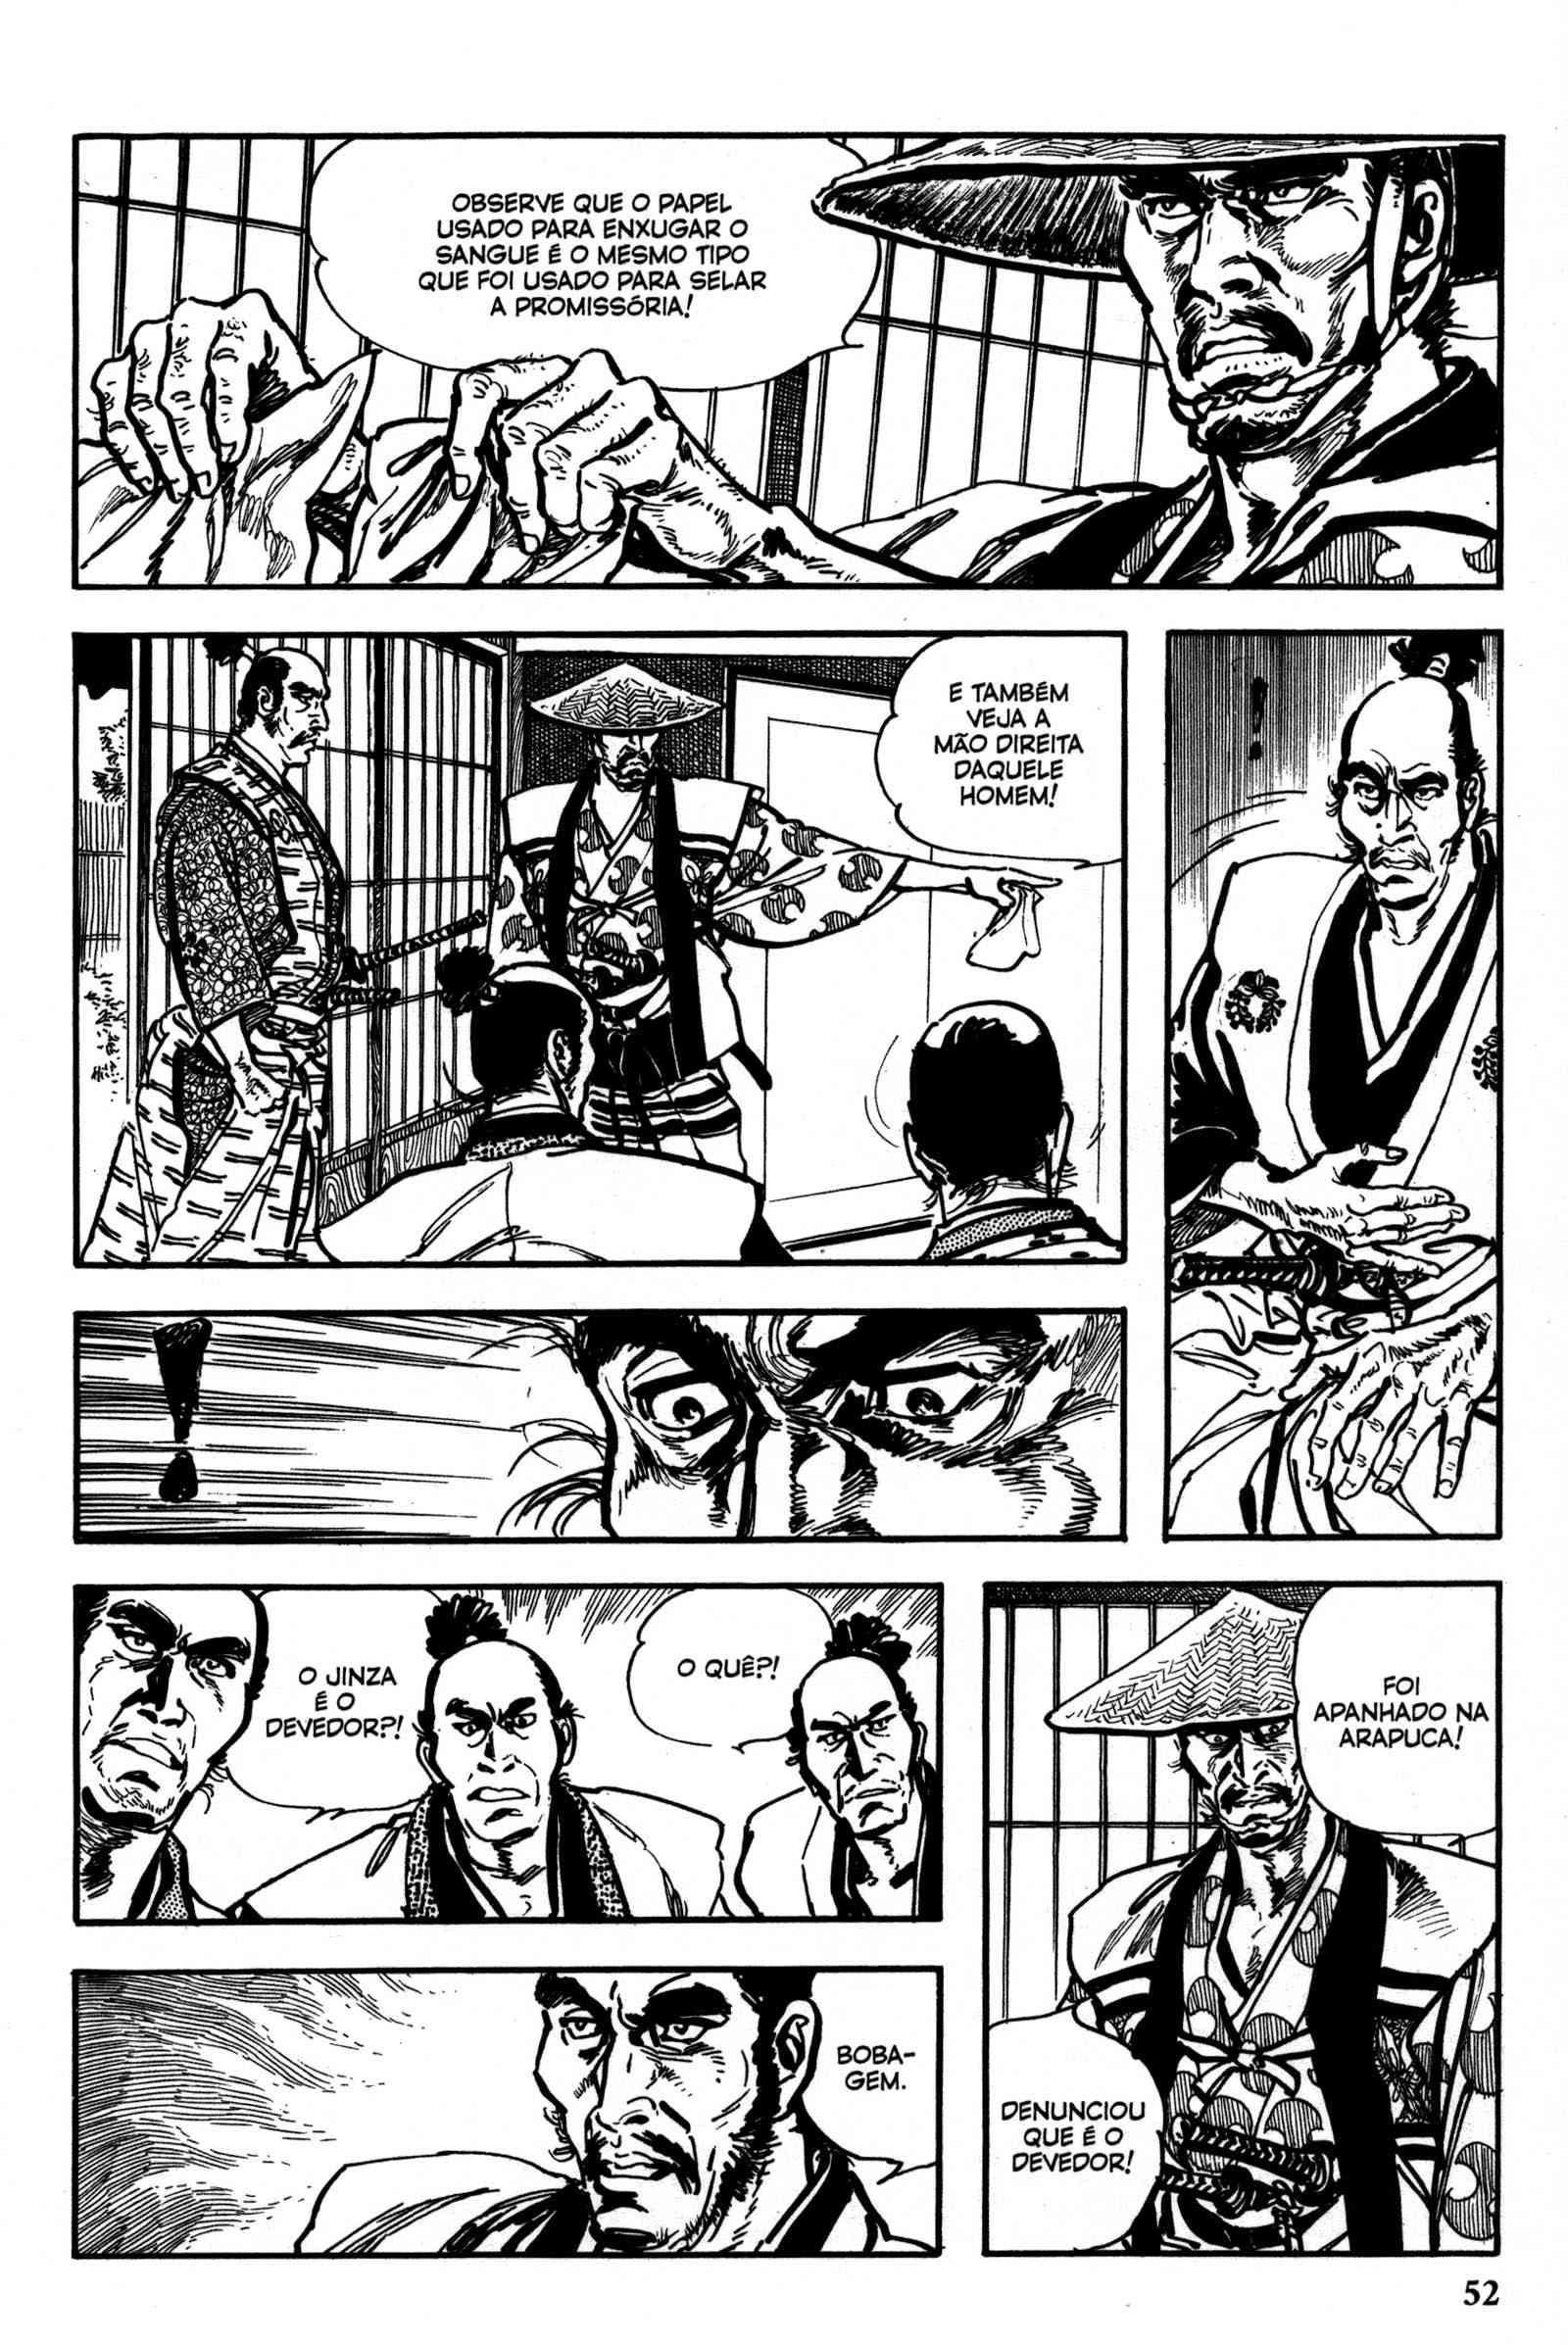 OBSERVE QUE O PAPEL
USADO PARA ENXUGAR O
SANGUE É O MESMO TIPO
QUE FOI USADO PARA SELAR
A PROMISSÓRIA!
E TAMBÉM
VEJA A
MÃO DIREITA
DAQUELE
HOMEM!
!
!
O JINZA
É O
DEVEDOR?!
O QUÊ?!
FOI
APANHADO NA
ARAPUCA!
DENUNCIOU
QUE É O
DEVEDOR!
BOBA-
GEM.
52